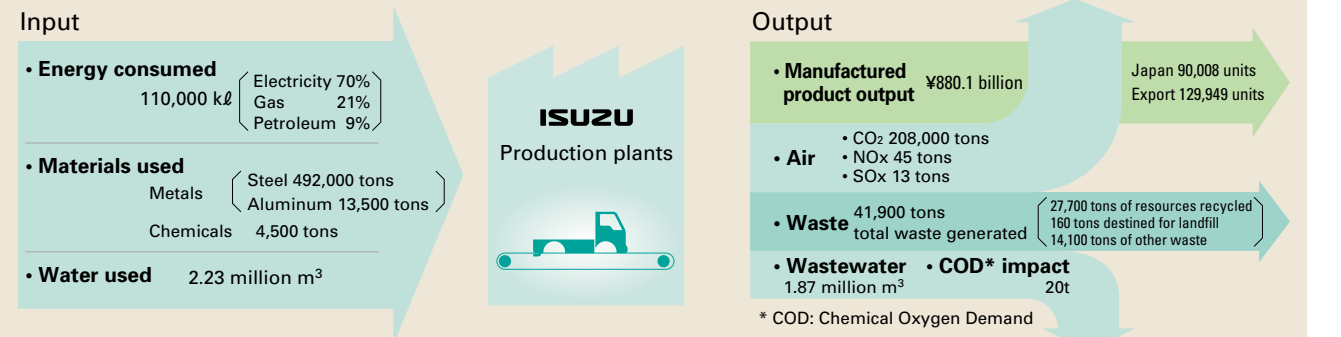 Input
• Energy consumed
110,000 kℓ
Electricity 70%
Gas 21%
Petroleum 9%
• Materials used
Metals
Steel 492,000 tons
Aluminum 13,500 tons
Chemicals 4,500 tons
• Water used 2.23 million m³
ISUZU
Production plants
Output
• Manufactured
product output
¥880.1 billion
Japan 90,008 units
Export 129,949 units
• Air
• CO₂ 208,000 tons
• NOx 45 tons
• SOx 13 tons
• Waste
41,900 tons
total waste generated
27,700 tons of resources recycled
160 tons destined for landfill
14,100 tons of other waste
• Wastewater
1.87 million m³
• COD* impact
20t
* COD: Chemical Oxygen Demand